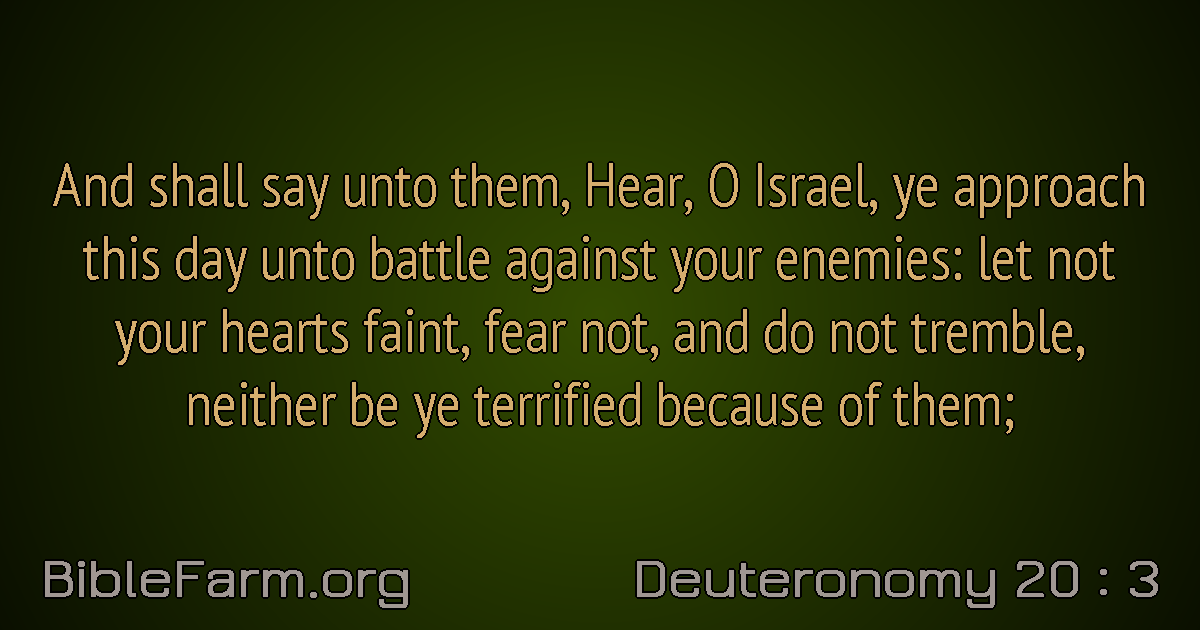 And shall say unto them, Hear, O Israel, ye approach
this day unto battle against your enemies: let not
your hearts faint, fear not, and do not tremble,
neither be ye terrified because of them;
BibleFarm.org
Deuteronomy 20 : 3